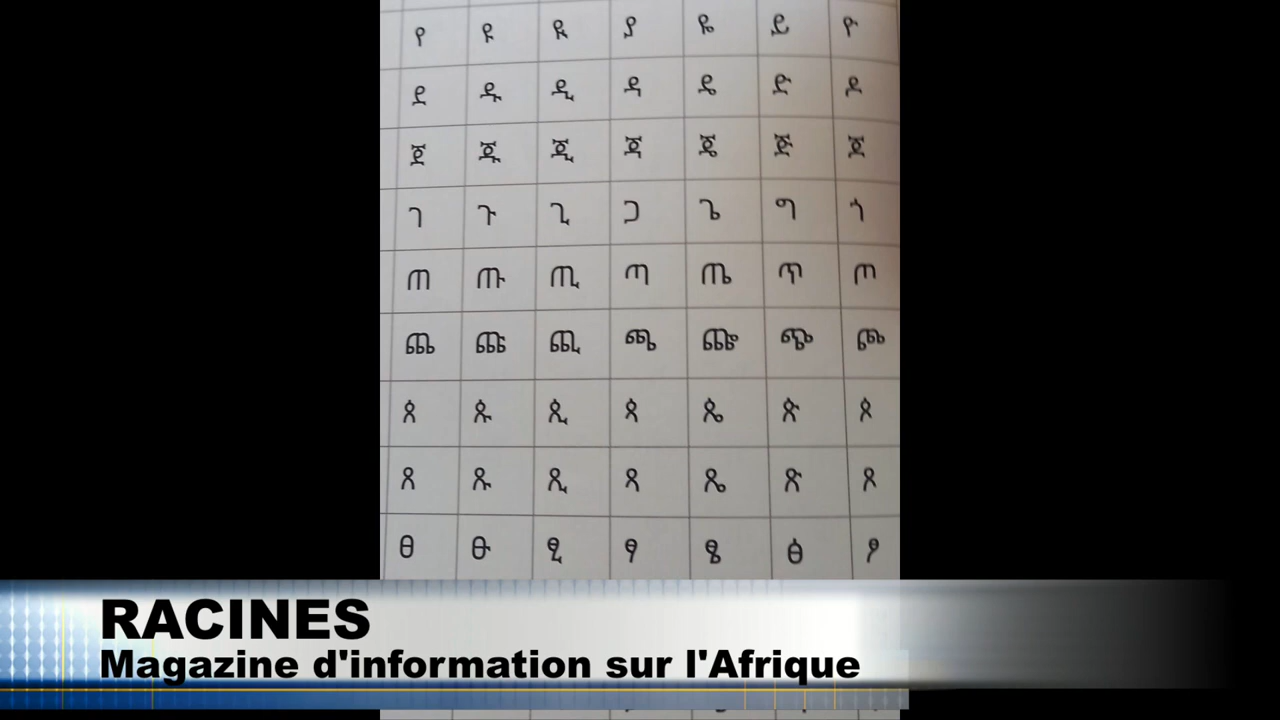 የ ዩ ዪ ያ ዬ ይ ዮ
ደ ዱ ዲ ዳ ዴ ድ ዶ
ጀ ጁ ጂ ጃ ጄ ጅ ጆ
ገ ጉ ጊ ጋ ጌ ግ ጎ
ጠ ጡ ጢ ጣ ጤ ጥ ጦ
ጨ ጩ ጪ ጫ ጬ ጭ ጮ
ጰ ጱ ጲ ጳ ጴ ጵ ጶ
ጸ ጹ ጺ ጻ ጼ ጽ ጾ
ፀ ፁ ፂ ፃ ፄ ፅ ፆ
RACINES
Magazine d'information sur l'Afrique